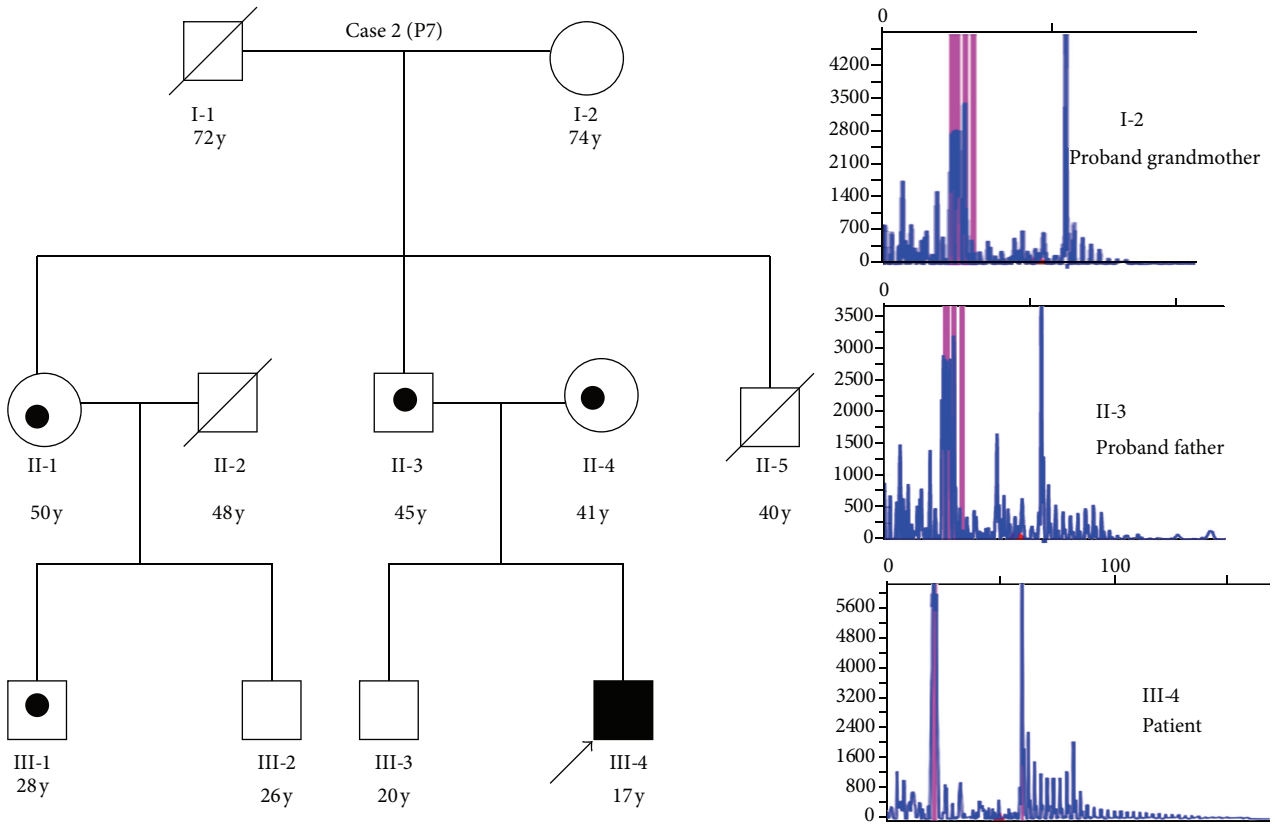 Case 2 (P7)
I-1
72 y
I-2
74 y
II-1
50 y
II-2
48 y
II-3
45 y
II-4
41 y
II-5
40 y
III-1
28 y
III-2
26 y
III-3
20 y
III-4
17 y
0
4200
3500
2800
2100
1400
700
0
I-2
Proband grandmother
0
3500
3000
2500
2000
1500
1000
500
0
II-3
Proband father
0 100
5600
4800
4000
3200
2400
1600
800
0
III-4
Patient